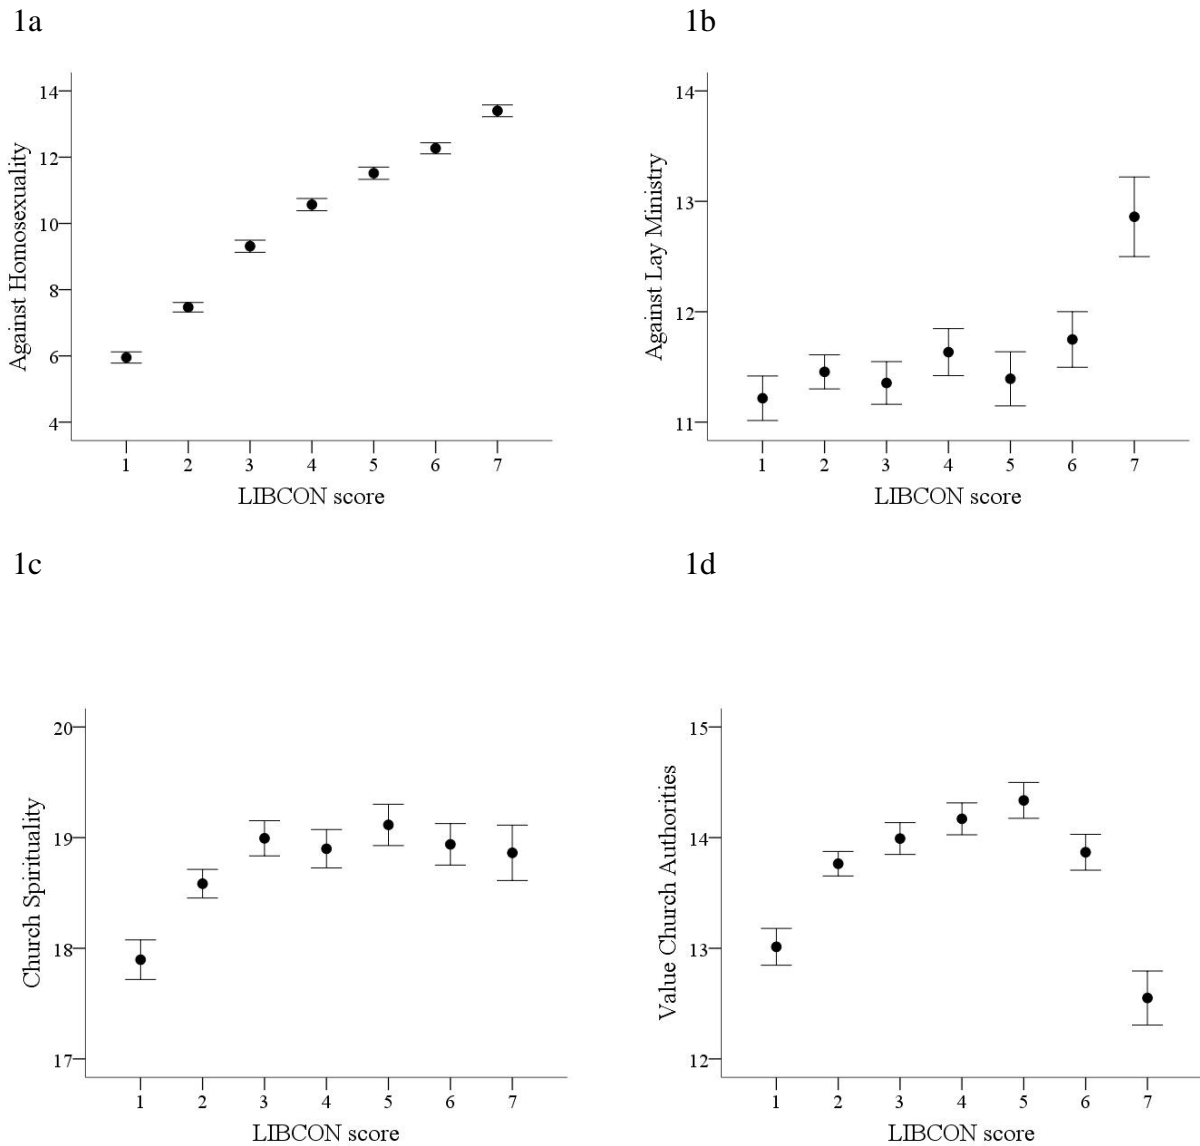 1a
Against Homosexuality
14
12
10
8
6
4
1 2 3 4 5 6 7
LIBCON score
1b
Against Lay Ministry
14
13
12
11
1 2 3 4 5 6 7
LIBCON score
1c
Church Spirituality
20
19
18
17
1 2 3 4 5 6 7
LIBCON score
1d
Value Church Authorities
15
14
13
12
1 2 3 4 5 6 7
LIBCON score